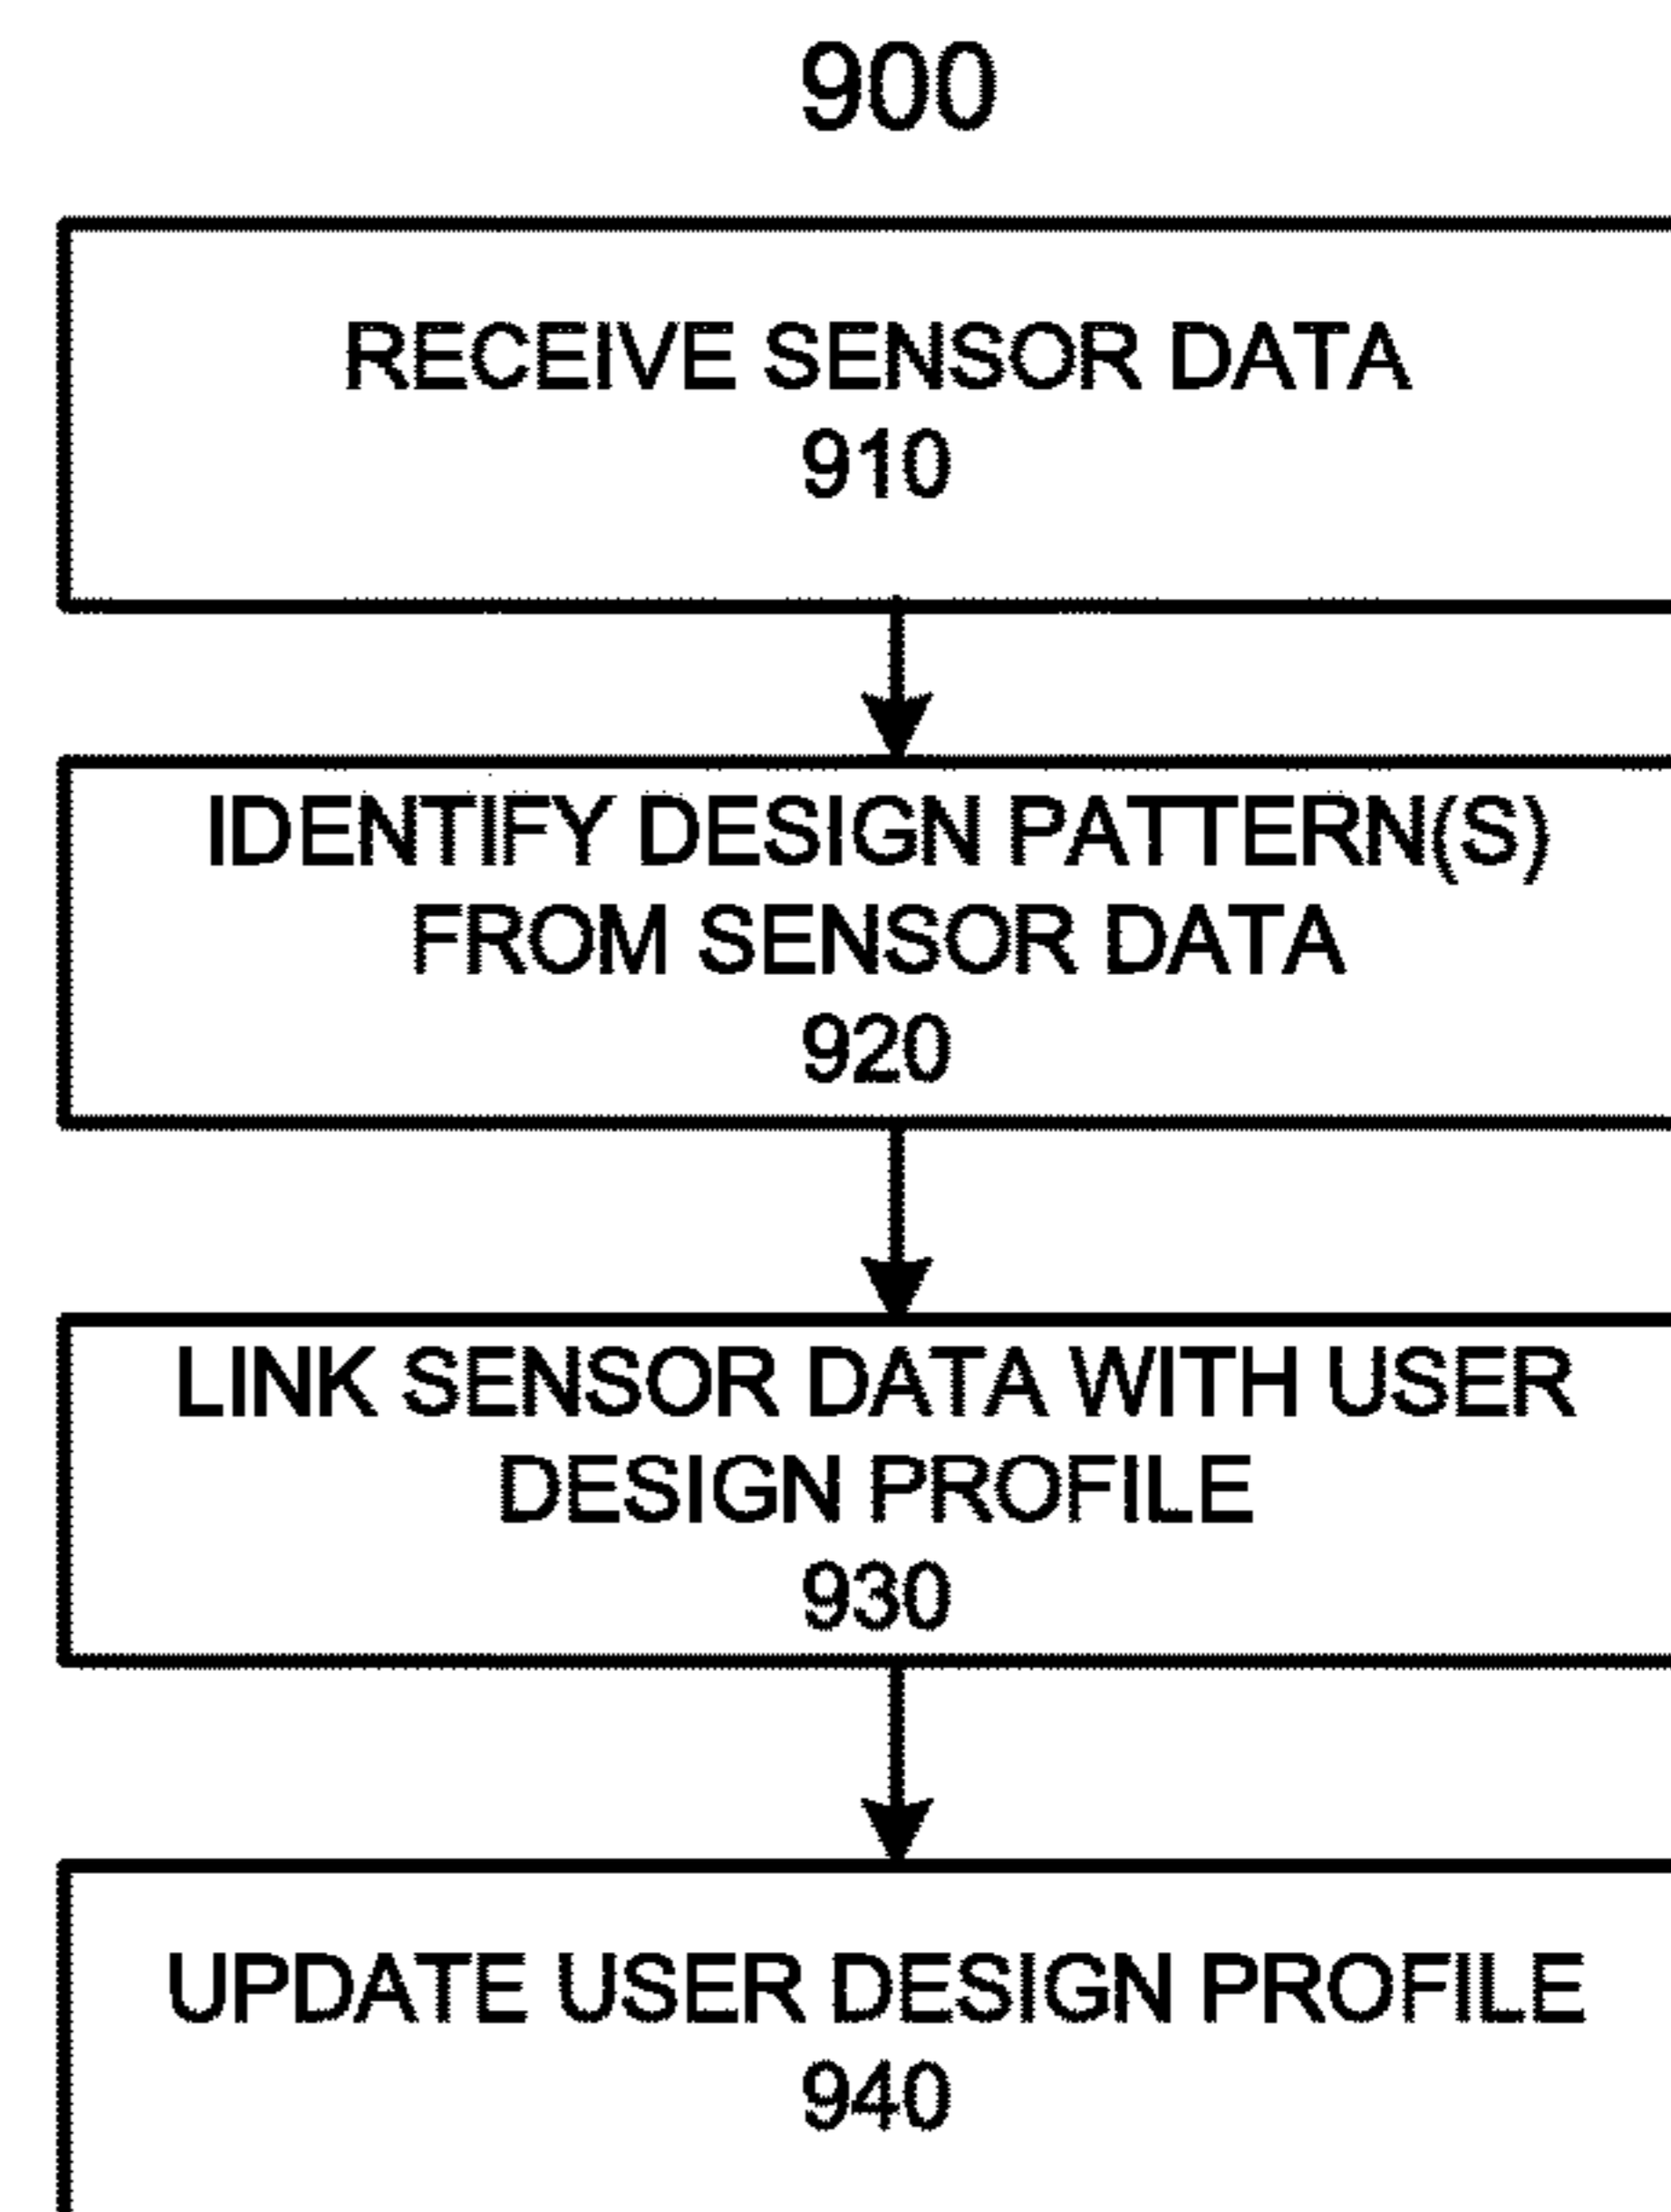 900
RECEIVE SENSOR DATA
910
IDENTIFY DESIGN PATTERN(S)
FROM SENSOR DATA
920
LINK SENSOR DATA WITH USER
DESIGN PROFILE
930
UPDATE USER DESIGN PROFILE
940